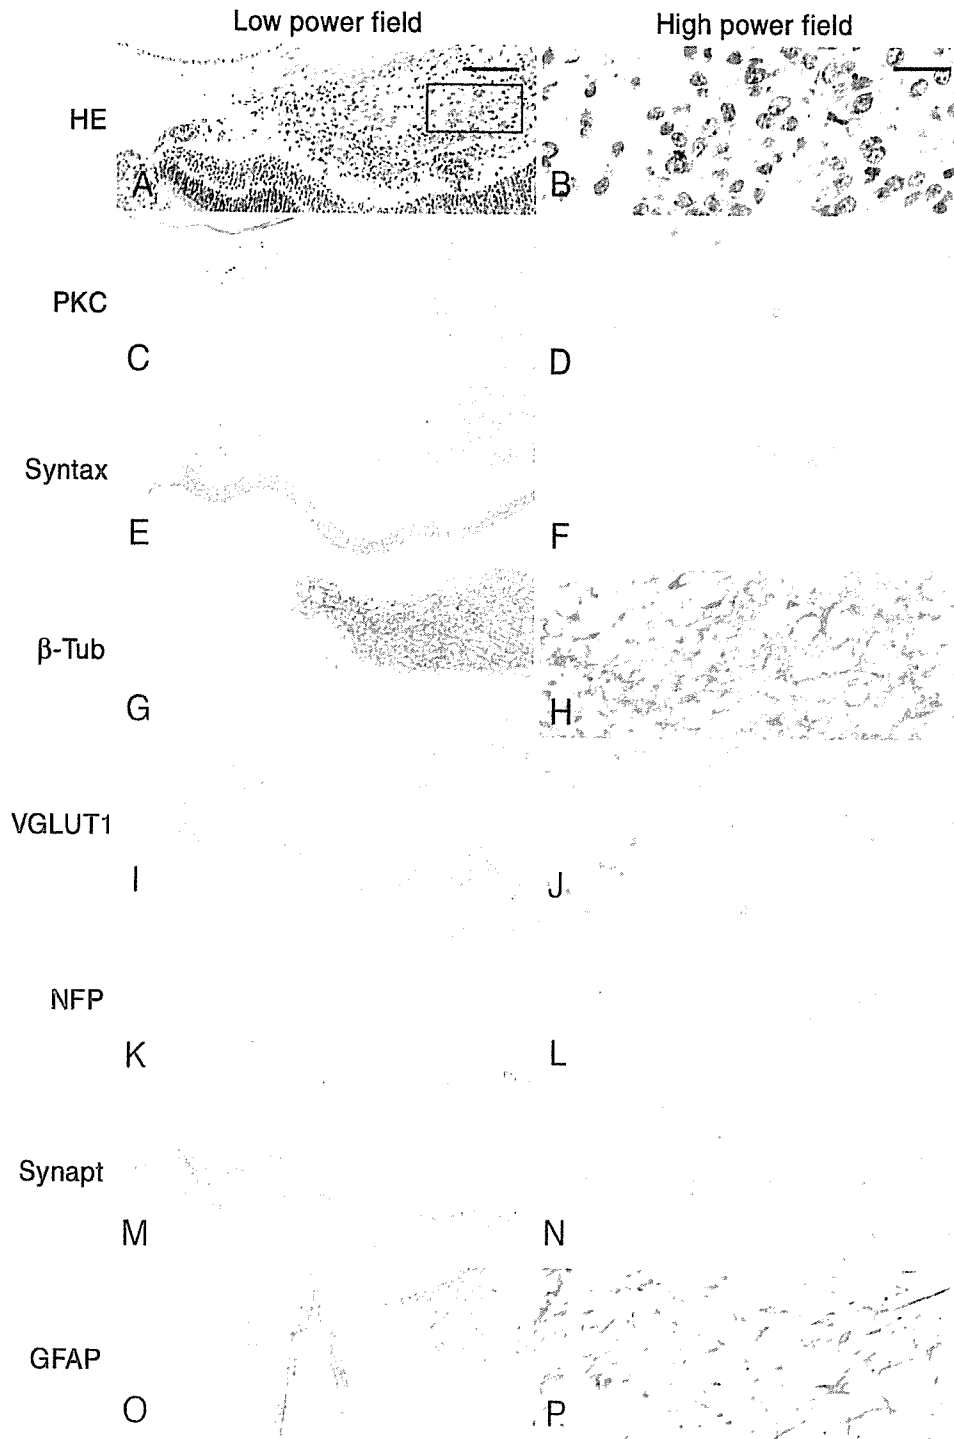 Low power field High power field
HE
A B
PKC
C D
Syntax
E F
β-Tub
G H
VGLUT1
I J
NFP
K L
Synapt
M N
GFAP
O P